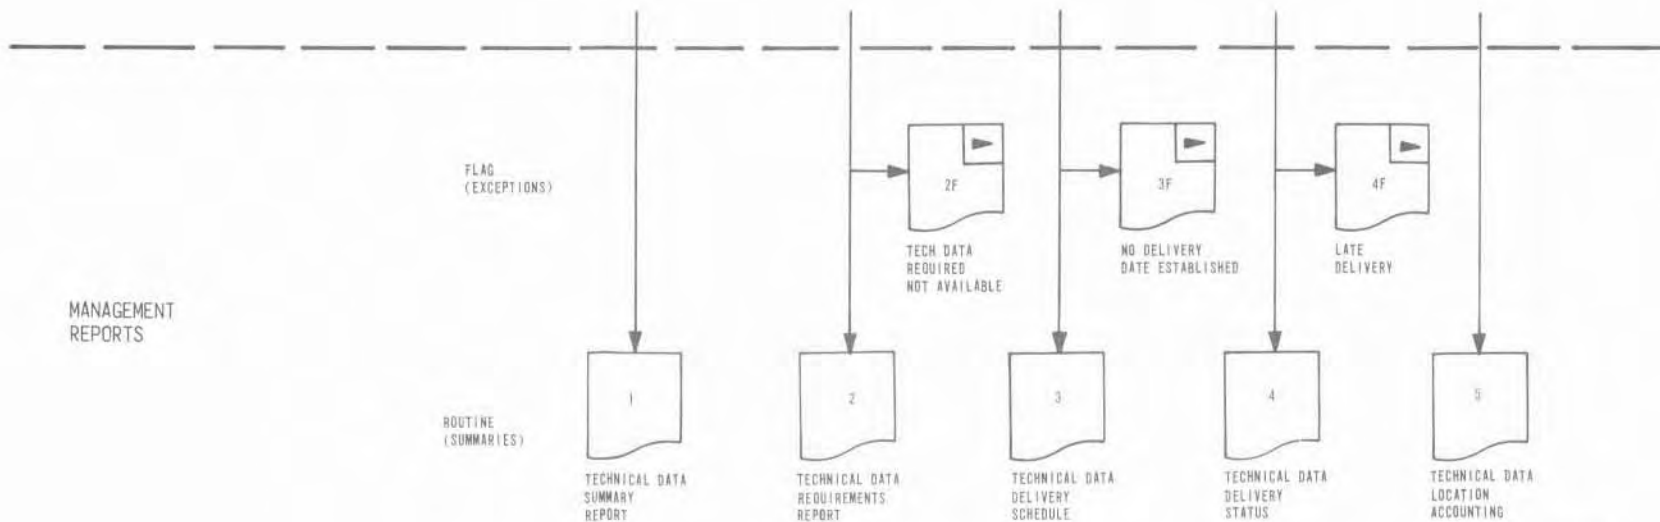 FLAG
(EXCEPTIONS)
2F
3F
4F
TECH DATA
REQUIRED
NOT AVAILABLE
NO DELIVERY
DATE ESTABLISHED
LATE
DELIVERY
MANAGEMENT
REPORTS
ROUTINE
(SUMMARIES)
1
2
3
4
5
TECHNICAL DATA
SUMMARY
REPORT
TECHNICAL DATA
REQUIREMENTS
REPORT
TECHNICAL DATA
DELIVERY
SCHEDULE
TECHNICAL DATA
DELIVERY
STATUS
TECHNICAL DATA
LOCATION
ACCOUNTING